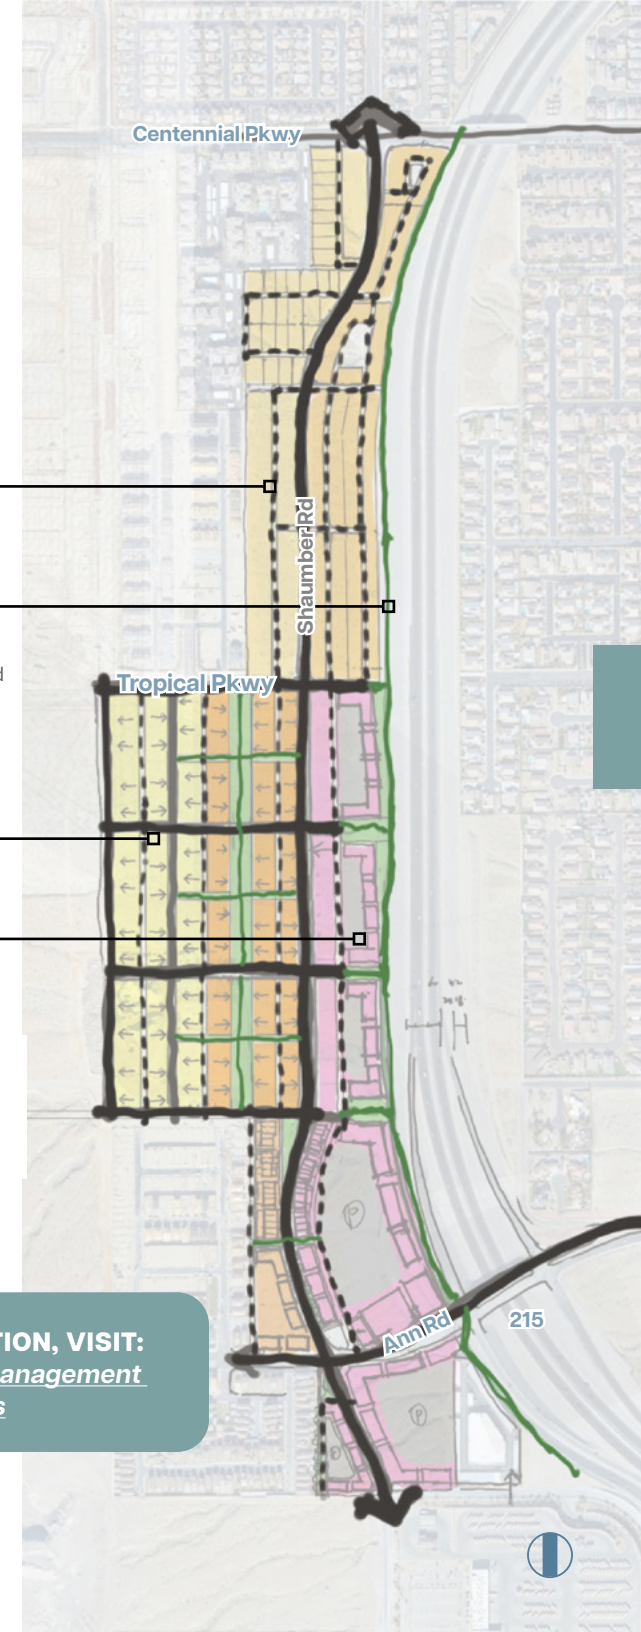 Centennial Pkwy
Shaumber Rd
d
Tropical Pkwy
P
TION, VISIT:
anagement
s
Ann Rd
215
P
P